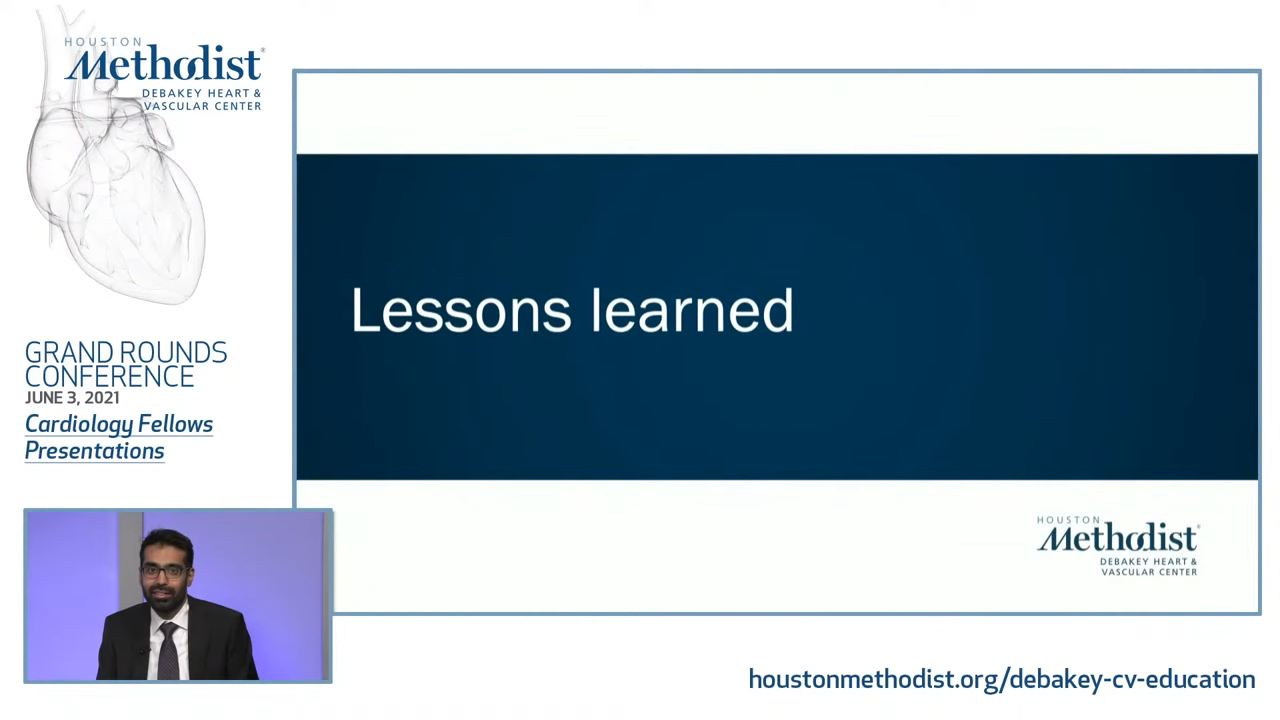 HOUSTON
Methodist®
DEBAKEY HEART &
VASCULAR CENTER
GRAND ROUNDS
CONFERENCE
JUNE 3, 2021
Cardiology Fellows
Presentations
Lessons learned
HOUSTON
Methodist®
DEBAKEY HEART &
VASCULAR CENTER
houstonmethodist.org/debakey-cv-education